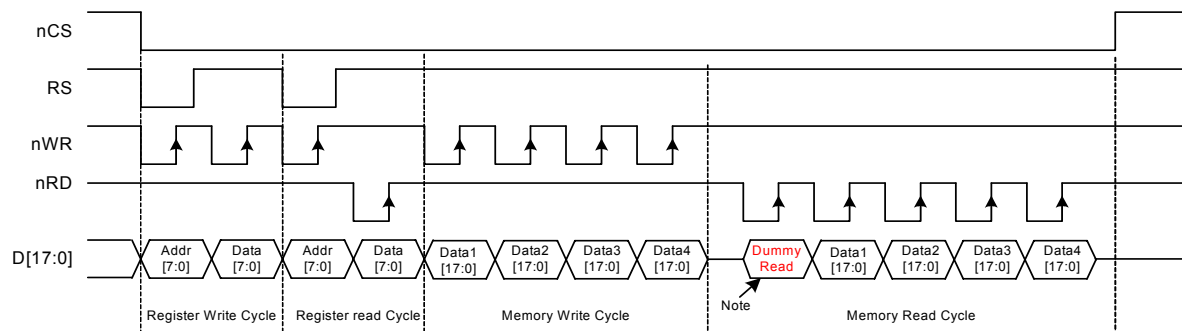 nCS
RS
nWR
nRD
D[17:0]
Addr
[7:0]
Data
[7:0]
Addr
[7:0]
Data
[7:0]
Data1
[17:0]
Data2
[17:0]
Data3
[17:0]
Data4
[17:0]
Dummy
Read
Data1
[17:0]
Data2
[17:0]
Data3
[17:0]
Data4
[17:0]
Note
Register Write Cycle
Register read Cycle
Memory Write Cycle
Memory Read Cycle